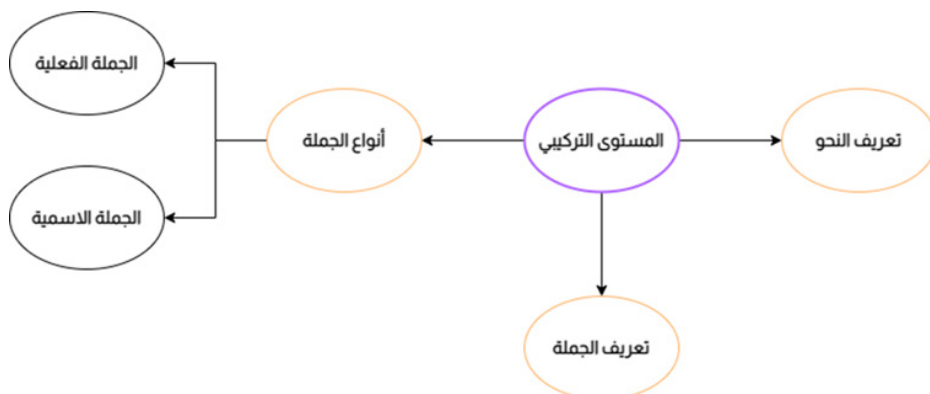 الجملة الفعلية
تعريف النحو
المستوى التركيبي
أنواع الجملة
الجملة الاسمية
تعريف الجملة